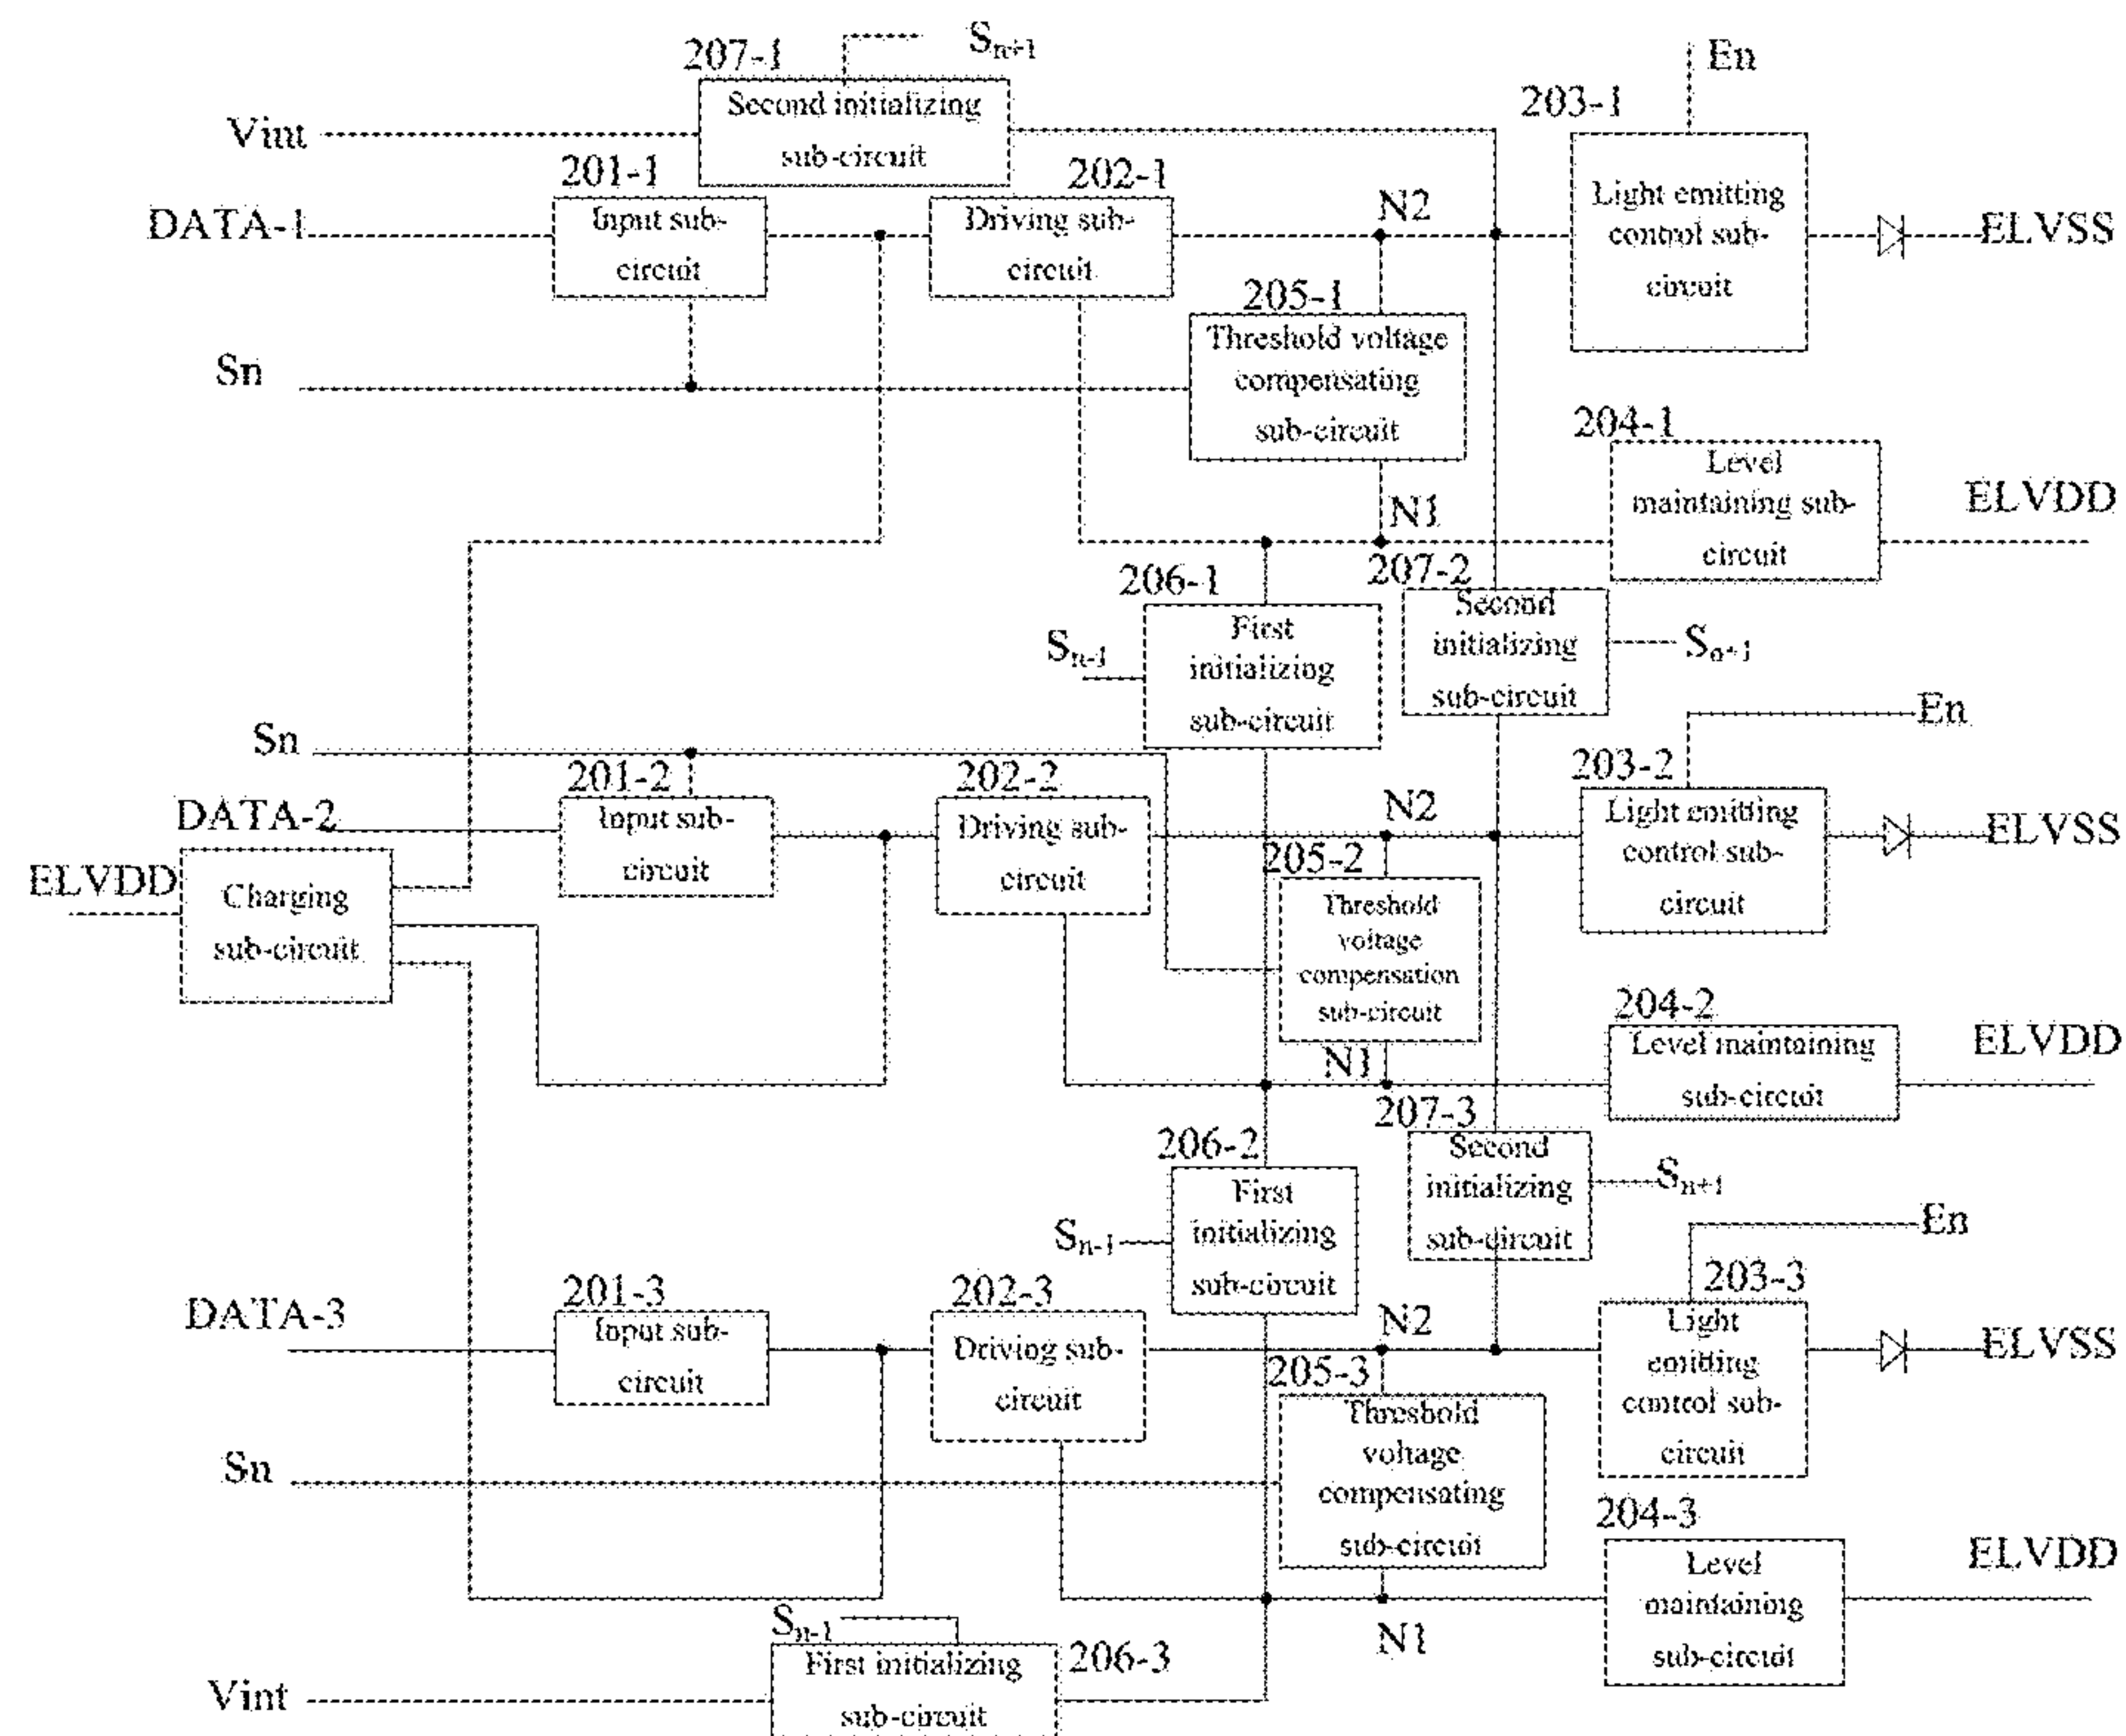 207-1
Sn+1
En
Second initializing
sub-circuit
203-1
Vint
201-1
202-1
DATA-1
Input sub-
circuit
Driving sub-
circuit
N2
Light emitting
control sub-
circuit
ELVSS
205-1
Threshold voltage
compensating
sub-circuit
Sn
204-1
Level
maintaining sub-
circuit
ELVDD
N1
206-1
207-2
First
initializing
sub-circuit
Sn-1
Second
initializing
sub-circuit
Sn+1
Sn
En
201-2
202-2
203-2
DATA-2
Input sub-
circuit
Driving sub-
circuit
N2
Light emitting
control sub-
circuit
ELVSS
205-2
ELVDD
Charging
sub-circuit
Threshold
voltage
compensation
sub-circuit
204-2
Level maintaining
sub-circuit
ELVDD
N1
207-3
206-2
Second
initializing
sub-circuit
Sn+1
First
initializing
sub-circuit
Sn-1
En
201-3
202-3
203-3
DATA-3
Input sub-
circuit
Driving sub-
circuit
N2
Light
emitting
control sub-
circuit
ELVSS
205-3
Threshold
voltage
compensating
sub-circuit
Sn
204-3
Level
maintaining
sub-circuit
ELVDD
Sn-1
N1
First initializing
sub-circuit
206-3
Vint